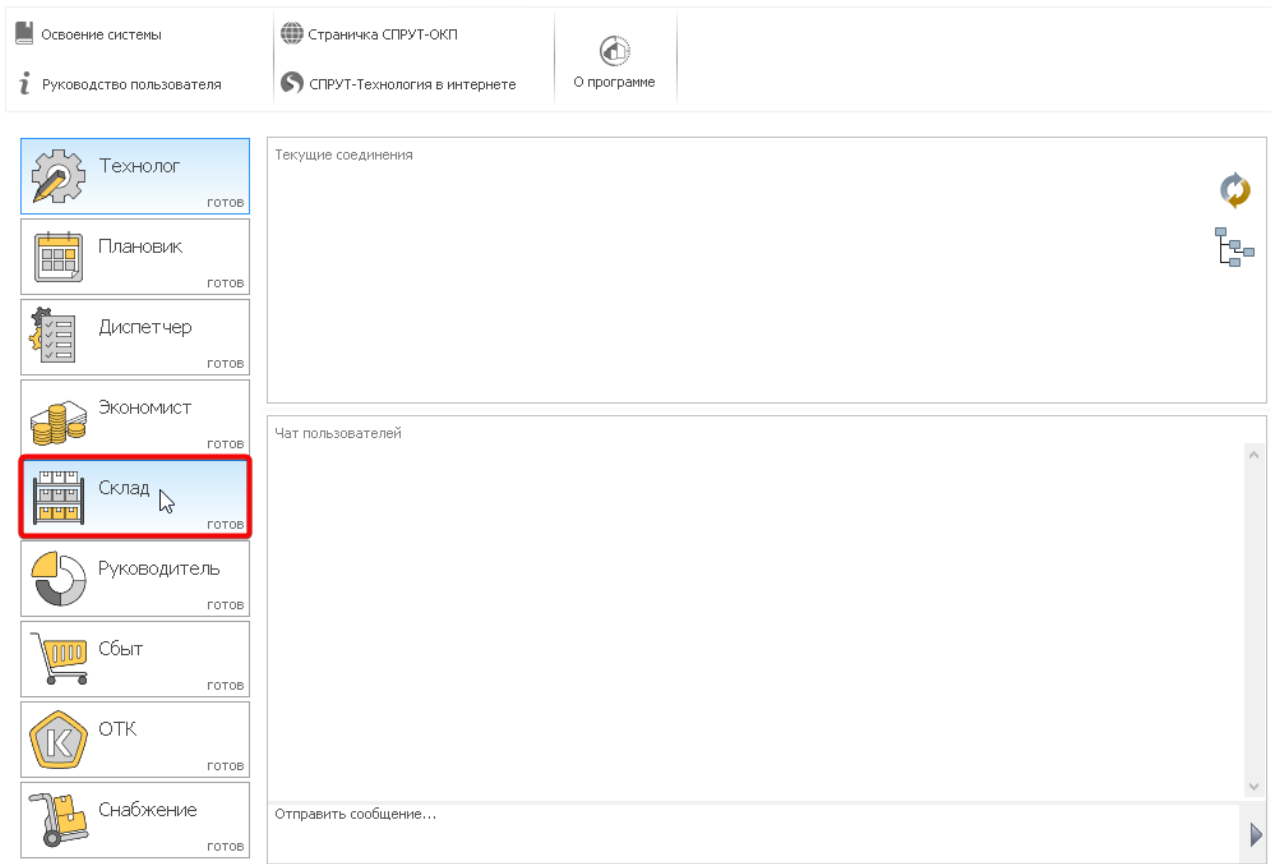 Освоение системы
Руководство пользователя
Страничка СПРУТ-ОКП
СПРУТ-Технология в интернете
О программе
Технолог
готов
Плановик
готов
Диспетчер
готов
Экономист
готов
Склад
готов
Руководитель
готов
Сбыт
готов
К
ОТК
готов
Снабжение
готов
Текущие соединения
Чат пользователей
Отправить сообщение...